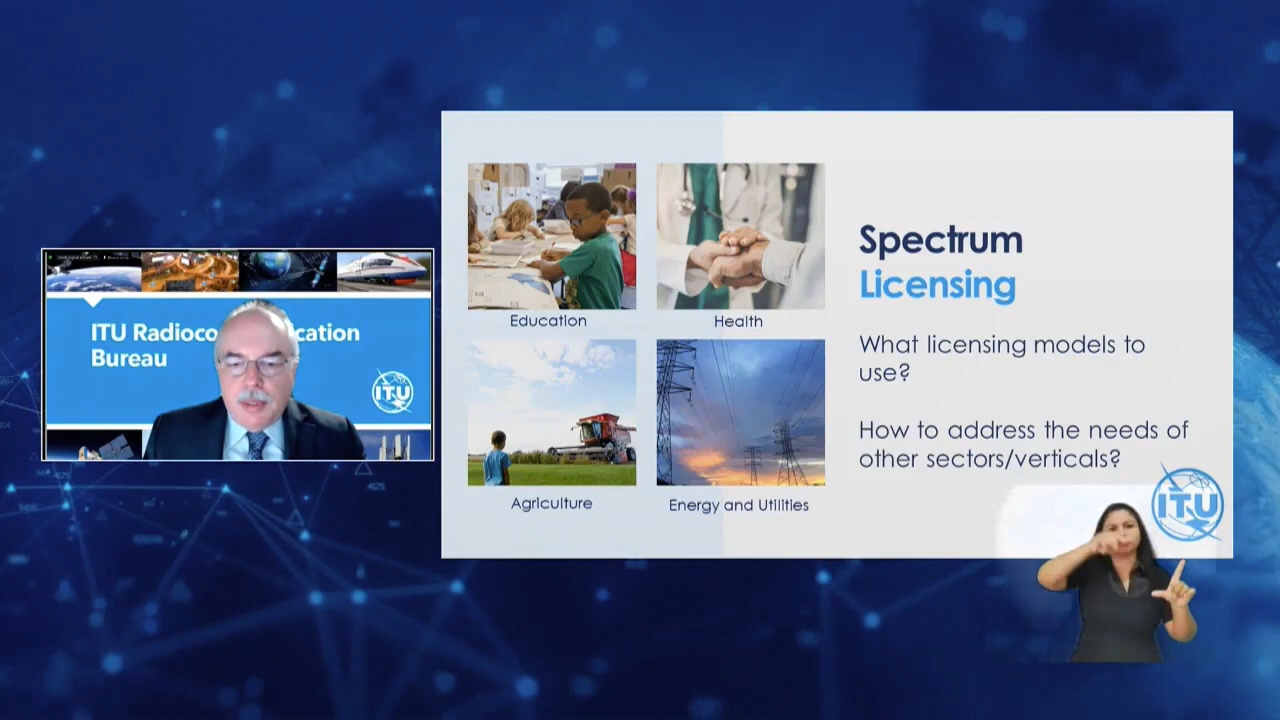 ITU Radioco cation
Bureau
ITU
Education
Health
Agriculture
Energy and Utilities
Spectrum
Licensing
What licensing models to
use?
How to address the needs of
other sectors/verticals?
ITU